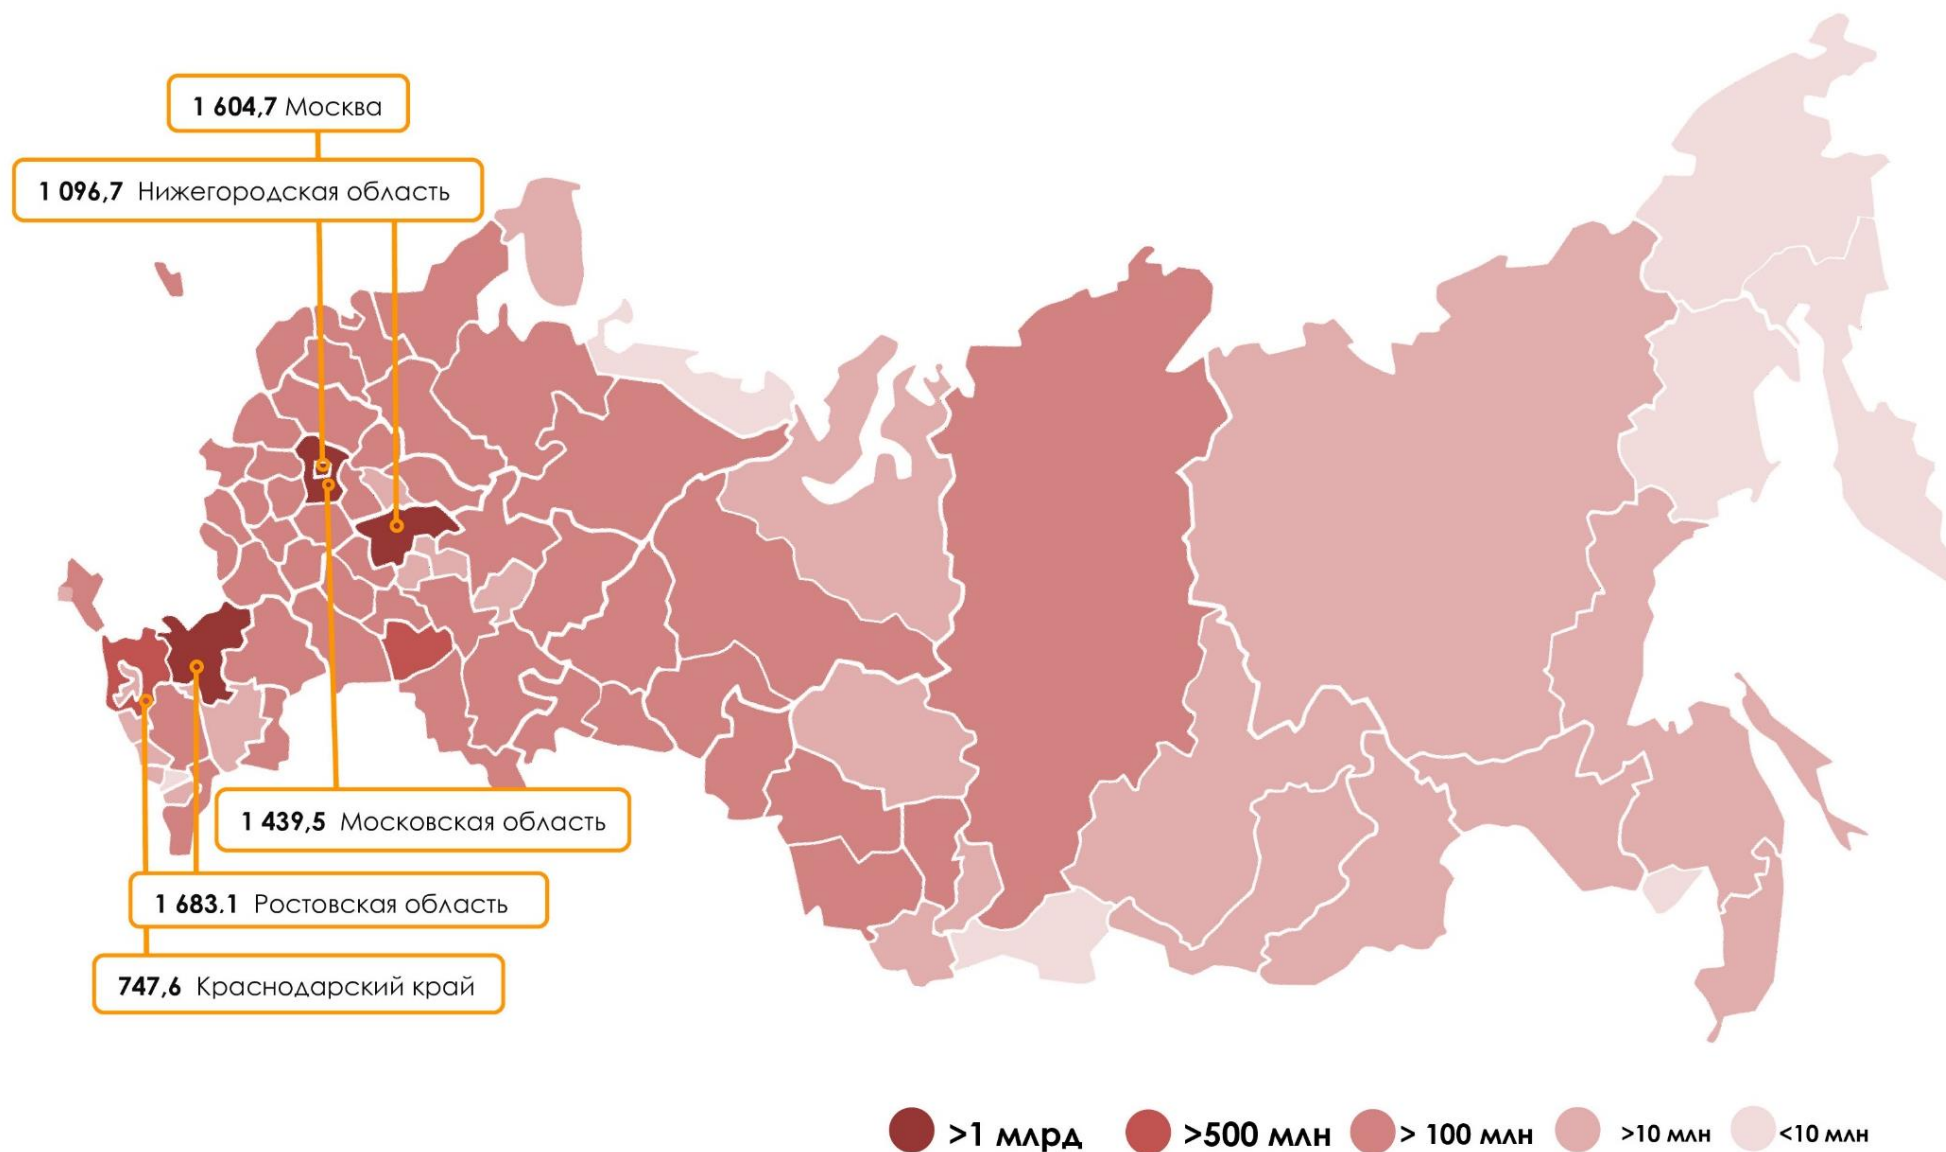 1 604,7 Москва
1 096,7 Нижегородская область
1 439,5 Московская область
1 683.1 Ростовская область
747,6 Краснодарский край
>1 млрд >500 млн > 100 млн >10 млн <10 млн